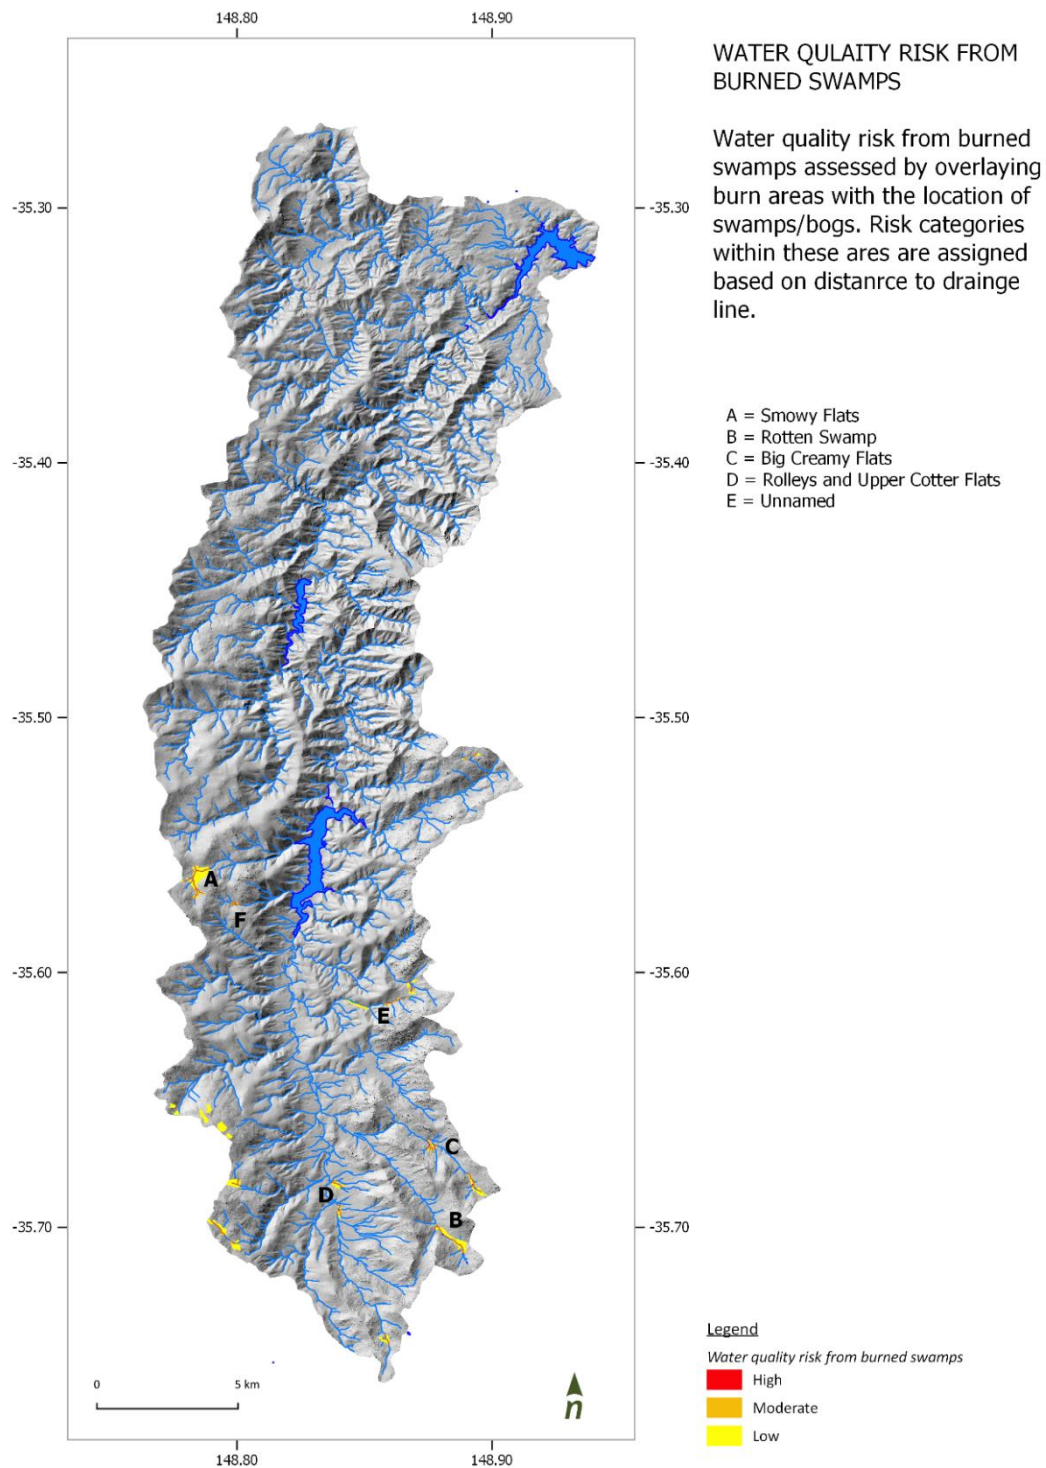 148.80
148.90
WATER QULAITY RISK FROM
BURNED SWAMPS
Water quality risk from burned
swamps assessed by overlaying
burn areas with the location of
swamps/bogs. Risk categories
within these ares are assigned
based on distanrce to drainge
line.
-35.30
-35.30
A = Smowy Flats
B = Rotten Swamp
C = Big Creamy Flats
D = Rolleys and Upper Cotter Flats
E = Unnamed
-35.40
-35.40
-35.50
-35.50
A
F
-35.60
-35.60
E
C
D
B
-35.70
-35.70
Legend
Water quality risk from burned swamps
High
Moderate
Low
0
5 km
n
148.80
148.90